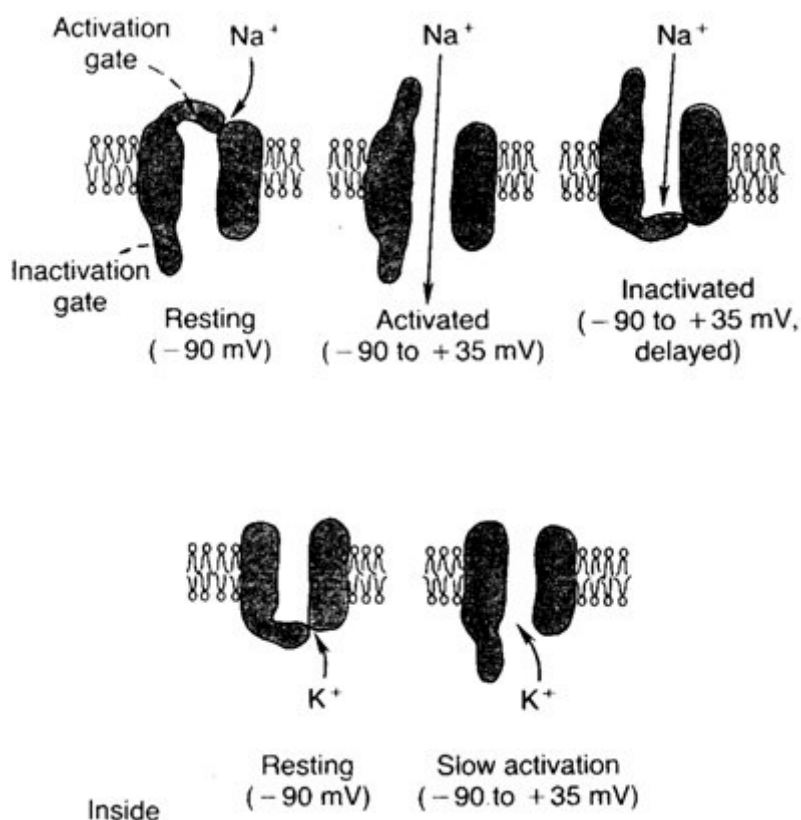 Activation
gate
Na+
Na+
Na+
Inactivation
gate
Resting
(−90 mV)
Activated
(−90 to +35 mV)
Inactivated
(−90 to +35 mV,
delayed)
K+
K+
Resting
(−90 mV)
Slow activation
(−90 to +35 mV)
Inside